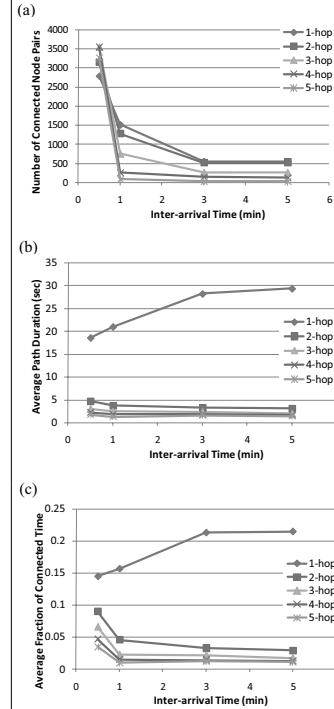 (a)
Number of Connected Node Pairs
4000
3500
3000
2500
2000
1500
1000
500
0
0 1 2 3 4 5 6
Inter-arrival Time (min)
1-hop
2-hop
3-hop
4-hop
5-hop
(b)
Average Path Duration (sec)
35
30
25
20
15
10
5
0
0 1 2 3 4 5
Inter-arrival Time (min)
1-hop
2-hop
3-hop
4-hop
5-hop
(c)
Average Fraction of Connected Time
0.25
0.2
0.15
0.1
0.05
0
0 1 2 3 4 5
Inter-arrival Time (min)
1-hop
2-hop
3-hop
4-hop
5-hop